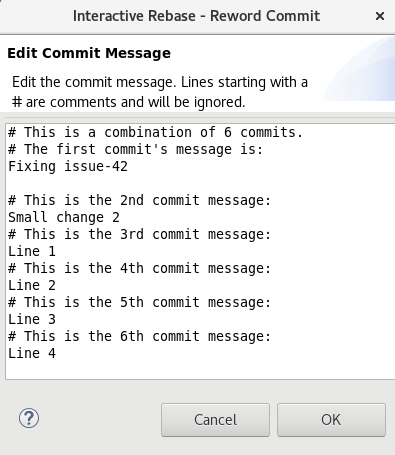 Interactive Rebase - Reword Commit ×
Edit Commit Message
Edit the commit message. Lines starting with a
# are comments and will be ignored.
# This is a combination of 6 commits.
# The first commit's message is:
Fixing issue-42
# This is the 2nd commit message:
Small change 2
# This is the 3rd commit message:
Line 1
# This is the 4th commit message:
Line 2
# This is the 5th commit message:
Line 3
# This is the 6th commit message:
Line 4
? Cancel OK